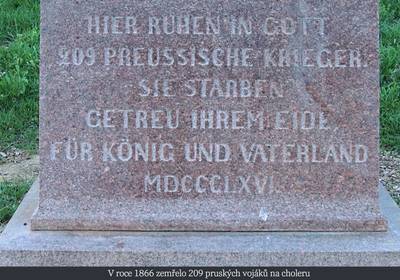 HIER RUHEN IN GOTT
209 PREUSSISCHE KRIEGER.
SIE STARBEN
GETREU IHREM EIDE,
FÜR KÖNIG UND VATERLAND
MDCCCLXVI.
V roce 1866 zemřelo 209 pruských vojáků na choleru